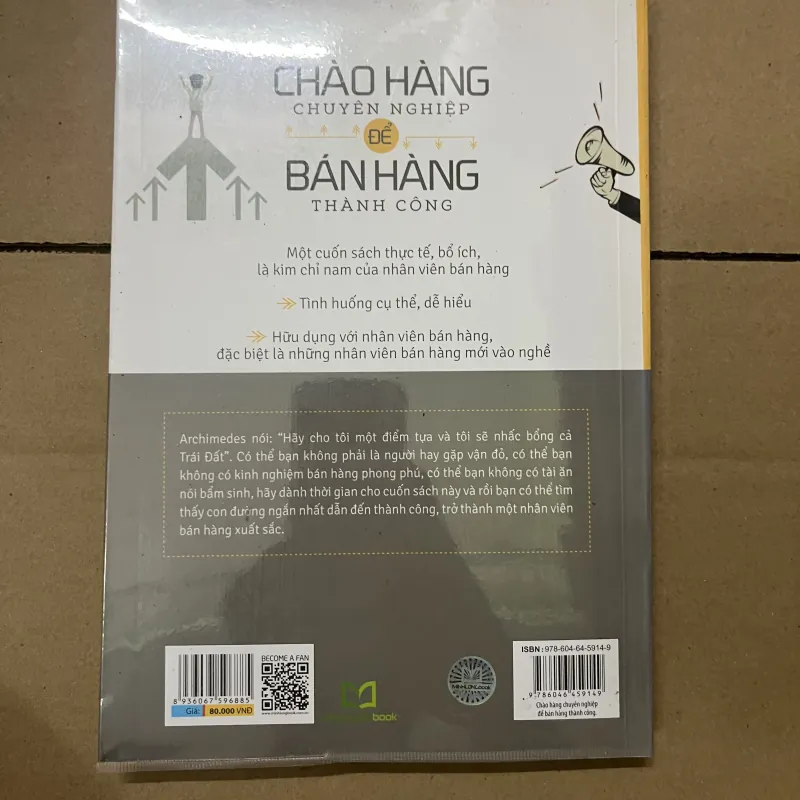 CHÀO HÀNG
CHUYÊN NGHIỆP
ĐỂ
BÁN HÀNG
THÀNH CÔNG
Một cuốn sách thực tế, bổ ích,
là kim chỉ nam của nhân viên bán hàng
Tình huống cụ thể, dễ hiểu
Hữu dụng với nhân viên bán hàng,
đặc biệt là những nhân viên bán hàng mới vào nghề
Archimedes nói: “Hãy cho tôi một điểm tựa và tôi sẽ nhấc bổng cả
Trái Đất”. Có thể bạn không phải là người hay gặp vận đỏ, có thể bạn
không có kinh nghiệm bán hàng phong phú, có thể bạn không có tài ăn
nói bẩm sinh, hãy dành thời gian cho cuốn sách này và rồi bạn có thể tìm
thấy con đường ngắn nhất dẫn đến thành công, trở thành một nhân viên
bán hàng xuất sắc.
8 936067 596885
Giá: 80.000 VNĐ
BECOME A FAN
book
MINHLONGbook
ISBN: 978-604-64-5914-9
9 786046 459149
Chào hàng chuyên nghiệp
để bán hàng thành công.